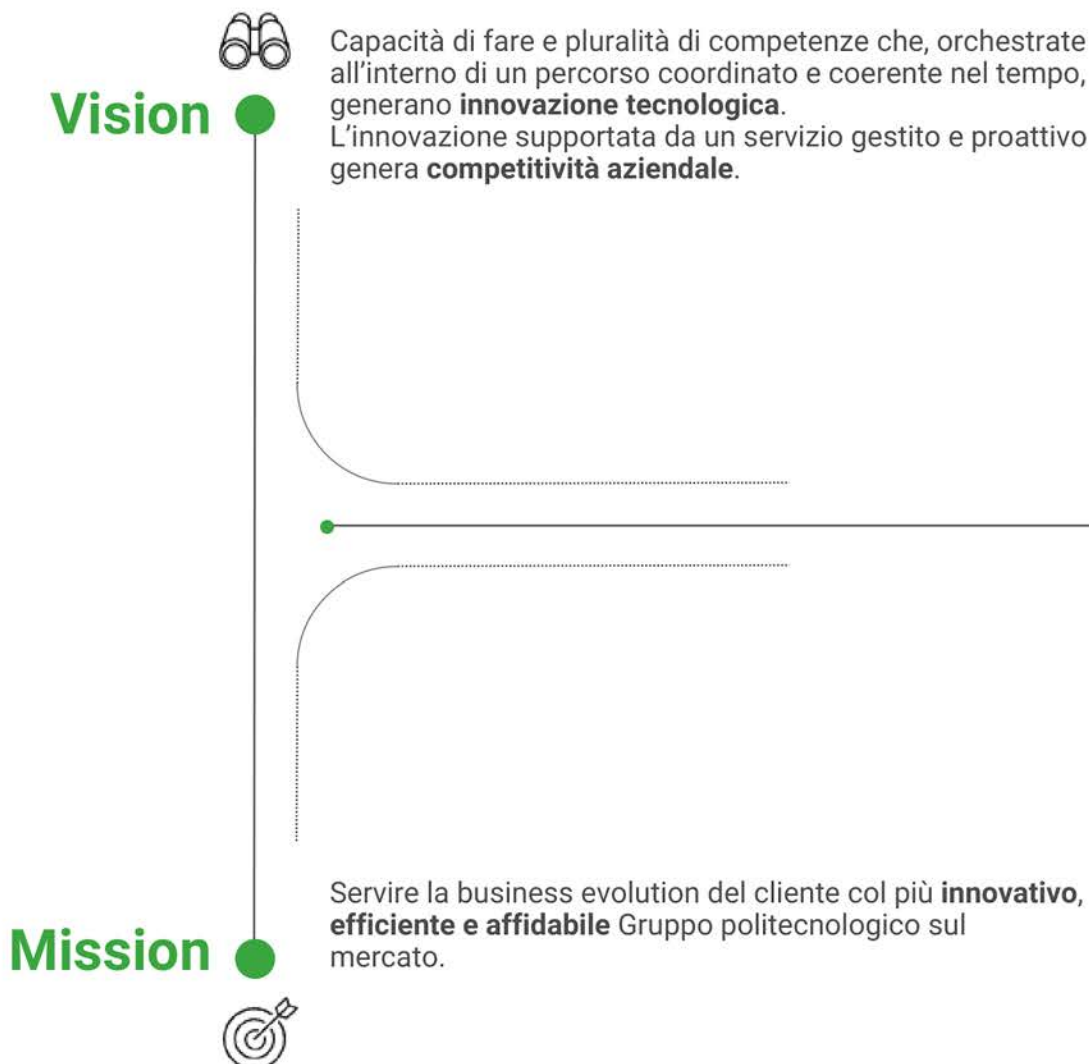 Vision
Capacità di fare e pluralità di competenze che, orchestrate
all’interno di un percorso coordinato e coerente nel tempo,
generano innovazione tecnologica.
L’innovazione supportata da un servizio gestito e proattivo
genera competitività aziendale.
Mission
Servire la business evolution del cliente col più innovativo,
efficiente e affidabile Gruppo politecnologico sul
mercato.